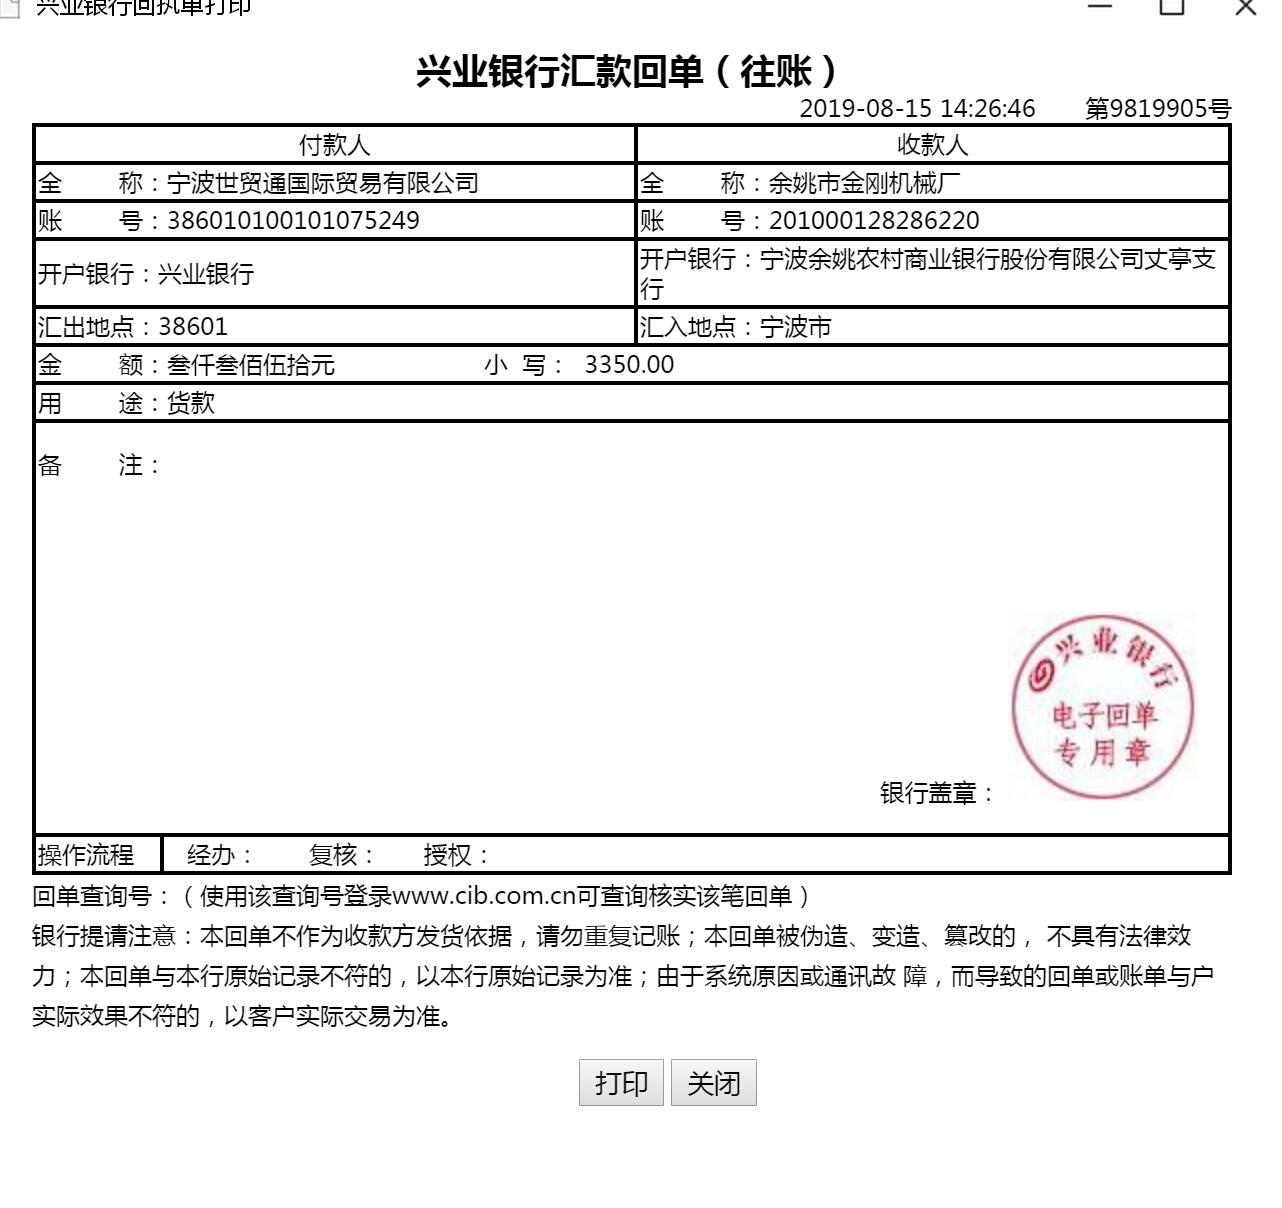 兴业银行回执单打印
兴业银行汇款回单（往账）
2019-08-15 14:26:46 第9819905号
付款人 收款人
全 称：宁波世贸通国际贸易有限公司 全 称：余姚市金刚机械厂
账 号：386010100101075249 账 号：201000128286220
开户银行：兴业银行 开户银行：宁波余姚农村商业银行股份有限公司丈亭支
行
汇出地点：38601 汇入地点：宁波市
金 额：叁仟叁佰伍拾元 小 写： 3350.00
用 途：货款
备 注：
兴业银行
电子回单
专用章
银行盖章：
操作流程 经办： 复核： 授权：
回单查询号：（使用该查询号登录www.cib.com.cn可查询核实该笔回单）
银行提请注意：本回单不作为收款方发货依据，请勿重复记账；本回单被伪造、变造、篡改的， 不具有法律效
力；本回单与本行原始记录不符的，以本行原始记录为准；由于系统原因或通讯故 障，而导致的回单或账单与户
实际效果不符的，以客户实际交易为准。
打印 关闭